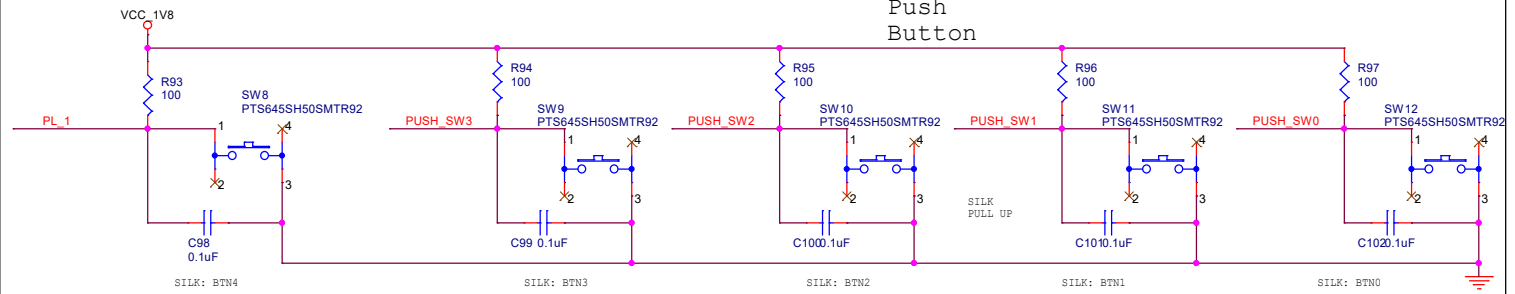 Push
Button
VCC_1V8
R93
100
R94
100
R95
100
R96
100
R97
100
SW8
PTS645SH50SMTR92
SW9
PTS645SH50SMTR92
SW10
PTS645SH50SMTR92
SW11
PTS645SH50SMTR92
SW12
PTS645SH50SMTR92
PL_1
1
4
PUSH_SW3
1
4
PUSH_SW2
1
4
PUSH_SW1
1
4
PUSH_SW0
1
4
2
3
2
3
2
3
2
3
2
3
SILK
PULL UP
C98
0.1uF
C99 0.1uF
C100 0.1uF
C101 0.1uF
C102 0.1uF
SILK: BTN4
SILK: BTN3
SILK: BTN2
SILK: BTN1
SILK: BTN0